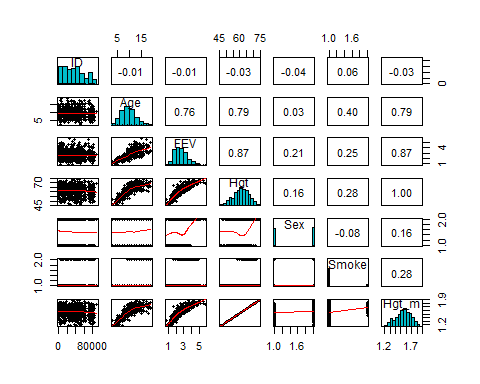 5 15 45 60 75 1.0 1.6
ID -0.01 -0.01 -0.03 -0.04 0.06 -0.03 0
5 Age 0.76 0.79 0.03 0.40 0.79
FEV 0.87 0.21 0.25 0.87 1 4
45 70 Hgt 0.16 0.28 1.00
Sex -0.08 0.16 1.0 2.0
1.0 2.0 Smoke 0.28
Hgt_m 1.2 1.9
0 80000 1 3 5 1.0 1.6 1.2 1.7